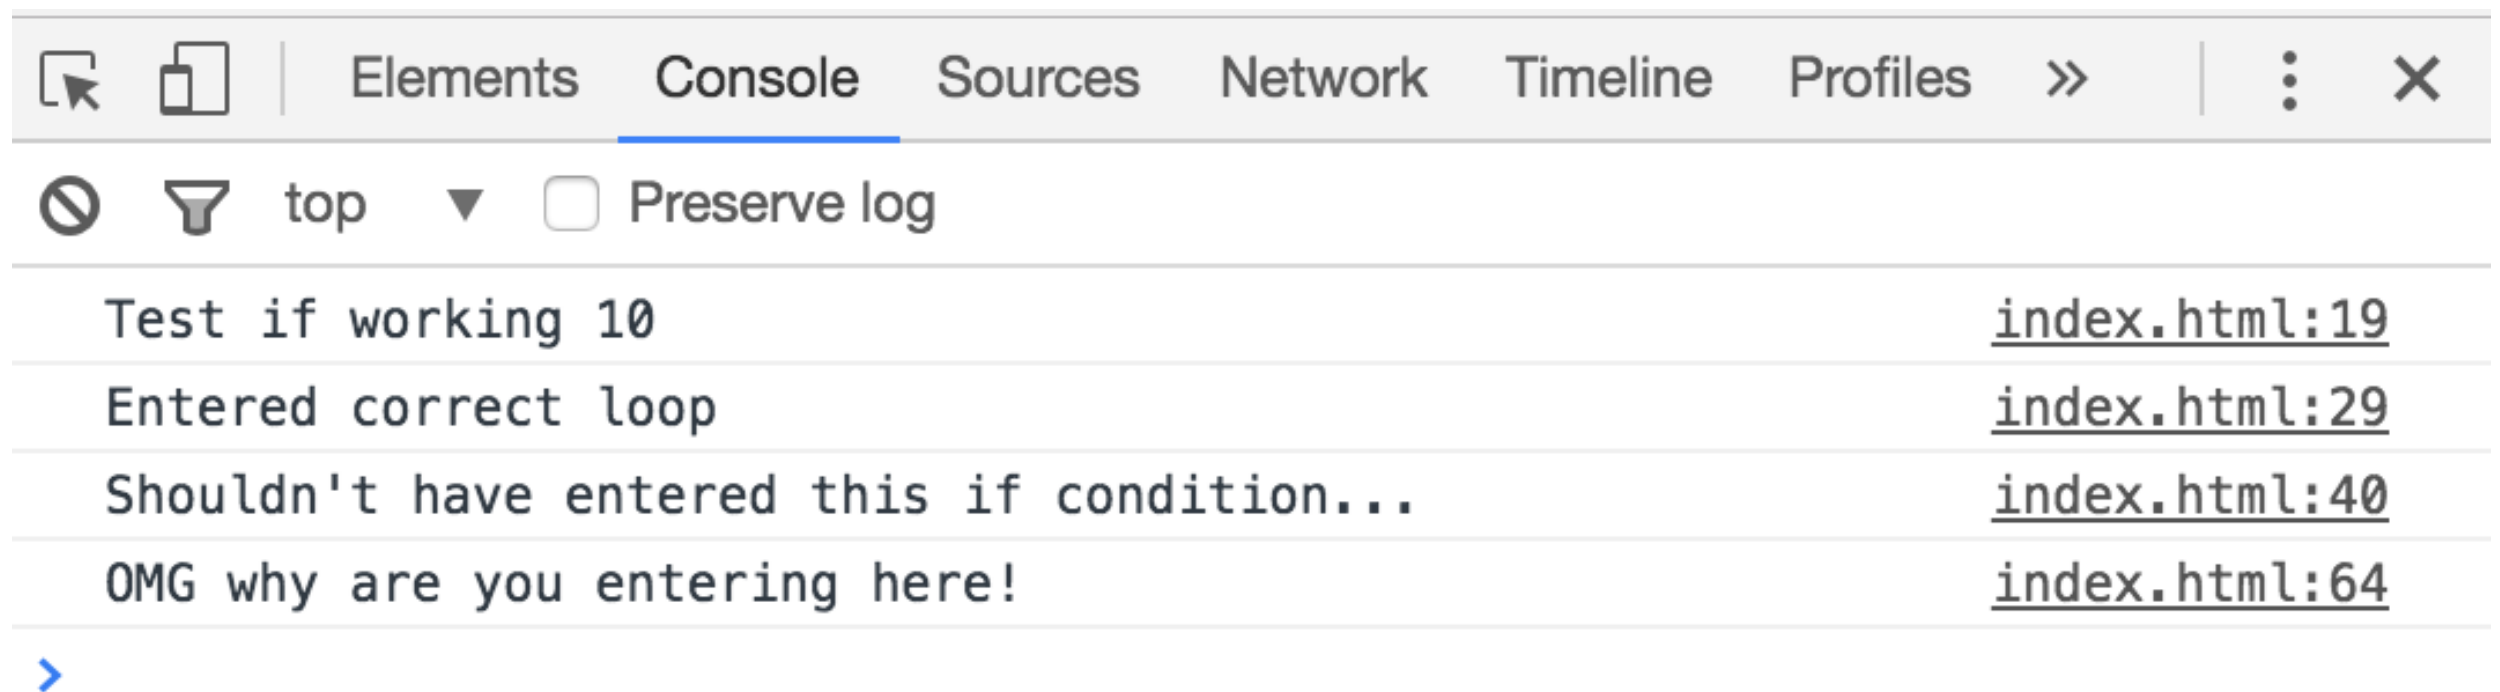 Elements Console Sources Network Timeline Profiles
top Preserve log
Test if working 10 index.html:19
Entered correct loop index.html:29
Shouldn't have entered this if condition... index.html:40
OMG why are you entering here! index.html:64